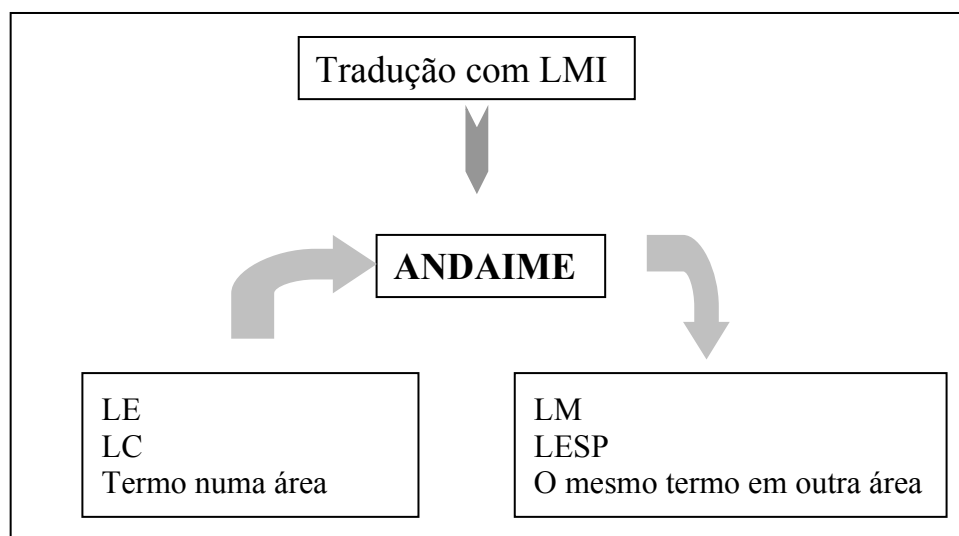 Tradução com LMI
ANDAIME
LE
LC
Termo numa área
LM
LESP
O mesmo termo em outra área